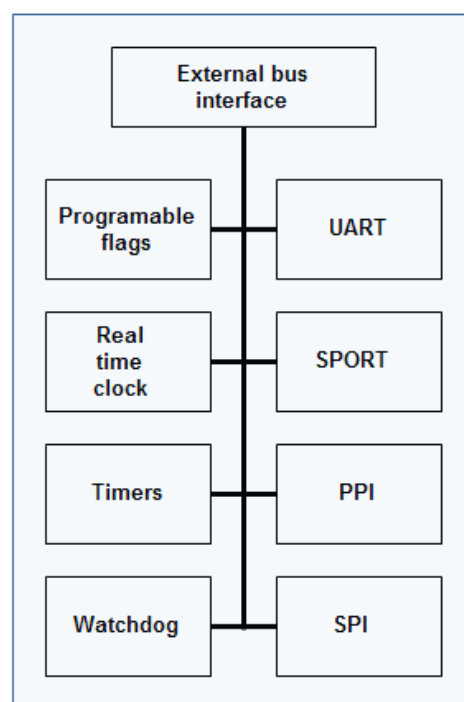 External bus
interface
Programable
flags
UART
Real
time
clock
SPORT
Timers
PPI
Watchdog
SPI